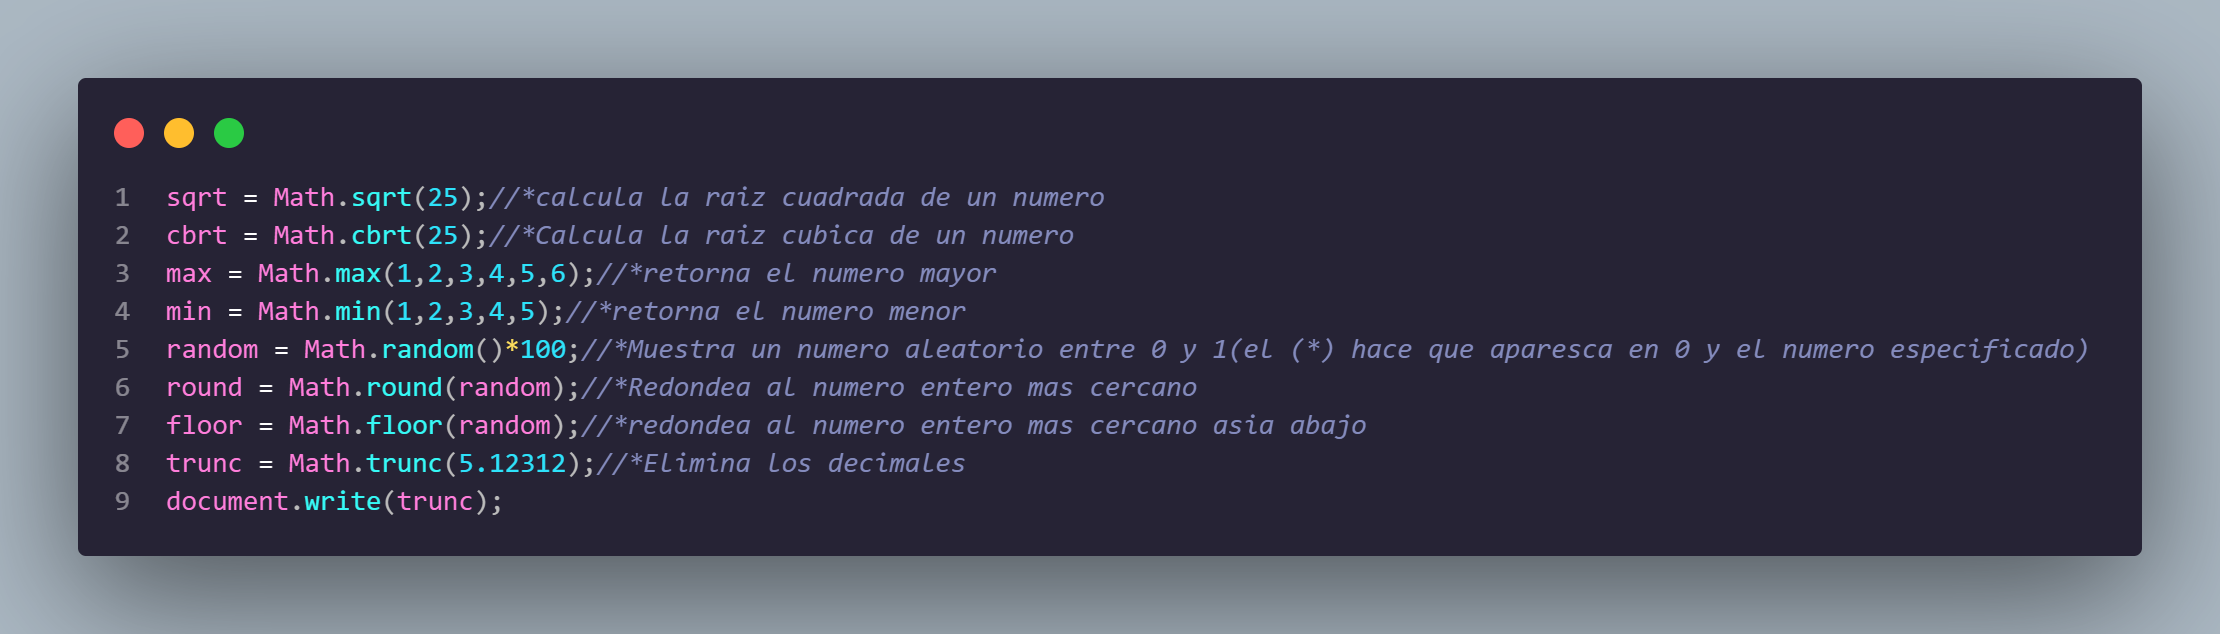 1 sqrt = Math.sqrt(25);//*calcula la raiz cuadrada de un numero
2 cbrt = Math.cbrt(25);//*Calcula la raiz cubica de un numero
3 max = Math.max(1,2,3,4,5,6);//*retorna el numero mayor
4 min = Math.min(1,2,3,4,5);//*retorna el numero menor
5 random = Math.random()*100;//*Muestra un numero aleatorio entre 0 y 1(el (*) hace que aparesca en 0 y el numero especificado)
6 round = Math.round(random);//*Redondea al numero entero mas cercano
7 floor = Math.floor(random);//*redondea al numero entero mas cercano asia abajo
8 trunc = Math.trunc(5.12312);//*Elimina los decimales
9 document.write(trunc);